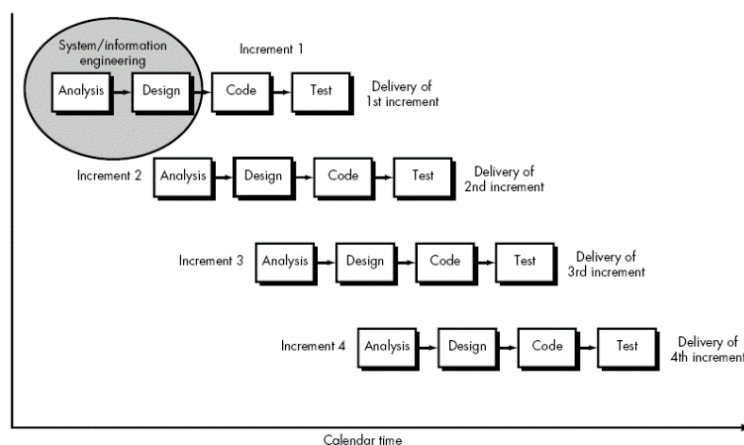 System/information
engineering
Increment 1
Analysis
Design
Code
Test
Delivery of
1st increment
Increment 2
Analysis
Design
Code
Test
Delivery of
2nd increment
Increment 3
Analysis
Design
Code
Test
Delivery of
3rd increment
Increment 4
Analysis
Design
Code
Test
Delivery of
4th increment
Calendar time